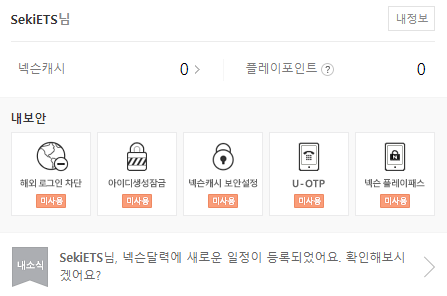 SekiETS님
내정보
넥슨캐시 0
플레이포인트 ? 0
내보안
해외 로그인 차단
미사용
아이디생성잠금
미사용
넥슨캐시 보안설정
미사용
U-OTP
미사용
N
넥슨 플레이패스
미사용
내소식
SekiETS님, 넥슨달력에 새로운 일정이 등록되었어요. 확인해보시
겠어요?